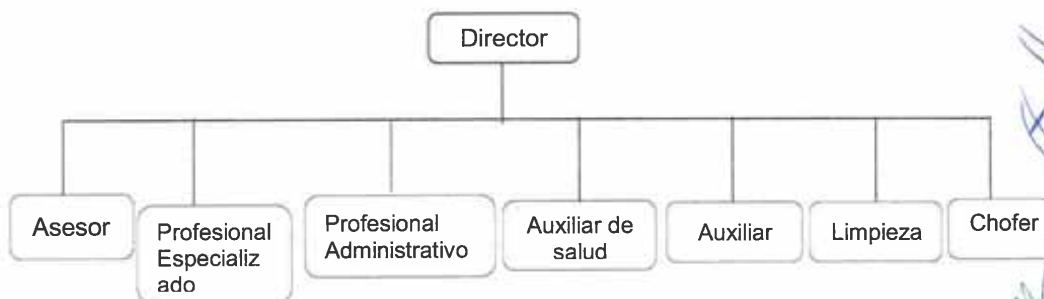 Director
Asesor
Profesional
Especializ
ado
Profesional
Administrativo
Auxiliar de
salud
Auxiliar
Limpieza
Chofer